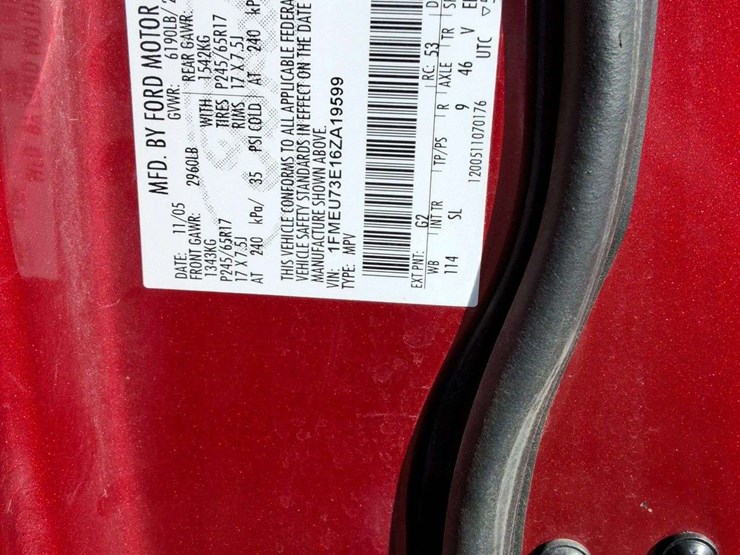 MFD. BY FORD MOTOR
DATE: 11/05 GVWR: 6190LB/ 2
FRONT GAWR: 2960LB REAR GAWR:
1343KG WITH 1542KG
P245/65R17 TIRES P245/65R17
17 X 7.5J RIMS 17 X 7.5J
AT 240 kPa/ 35 PSI COLD AT 240 kP
THIS VEHICLE CONFORMS TO ALL APPLICABLE FEDERA
VEHICLE SAFETY STANDARDS IN EFFECT ON THE DATE
MANUFACTURE SHOWN ABOVE.
VIN: 1FMEU73E16ZA19599
TYPE: MPV
EXT PNT: G2 RC: 53 D
WB INT TR TP/PS R AXLE TR
114 SL 9 46 V
1200511070176 UTC